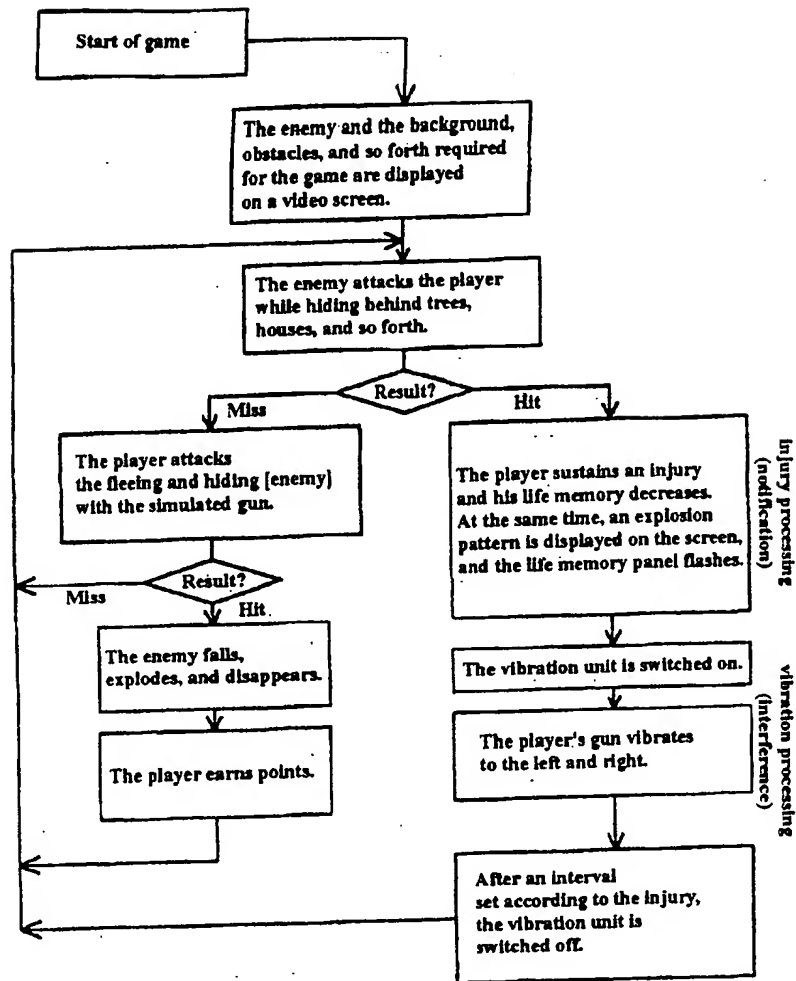 Start of game
The enemy and the background,
obstacles, and so forth required
for the game are displayed
on a video screen.
The enemy attacks the player
while hiding behind trees,
houses, and so forth.
Result?
Miss
Hit
The player attacks
the fleeing and hiding [enemy]
with the simulated gun.
The player sustains an injury
and his life memory decreases.
At the same time, an explosion
pattern is displayed on the screen,
and the life memory panel flashes.
injury processing
(notification)
Result?
Miss
Hit
The enemy falls,
explodes, and disappears.
The vibration unit is switched on.
The player earns points.
The player's gun vibrates
to the left and right.
vibration processing
(interference)
After an interval
set according to the injury,
the vibration unit is
switched off.